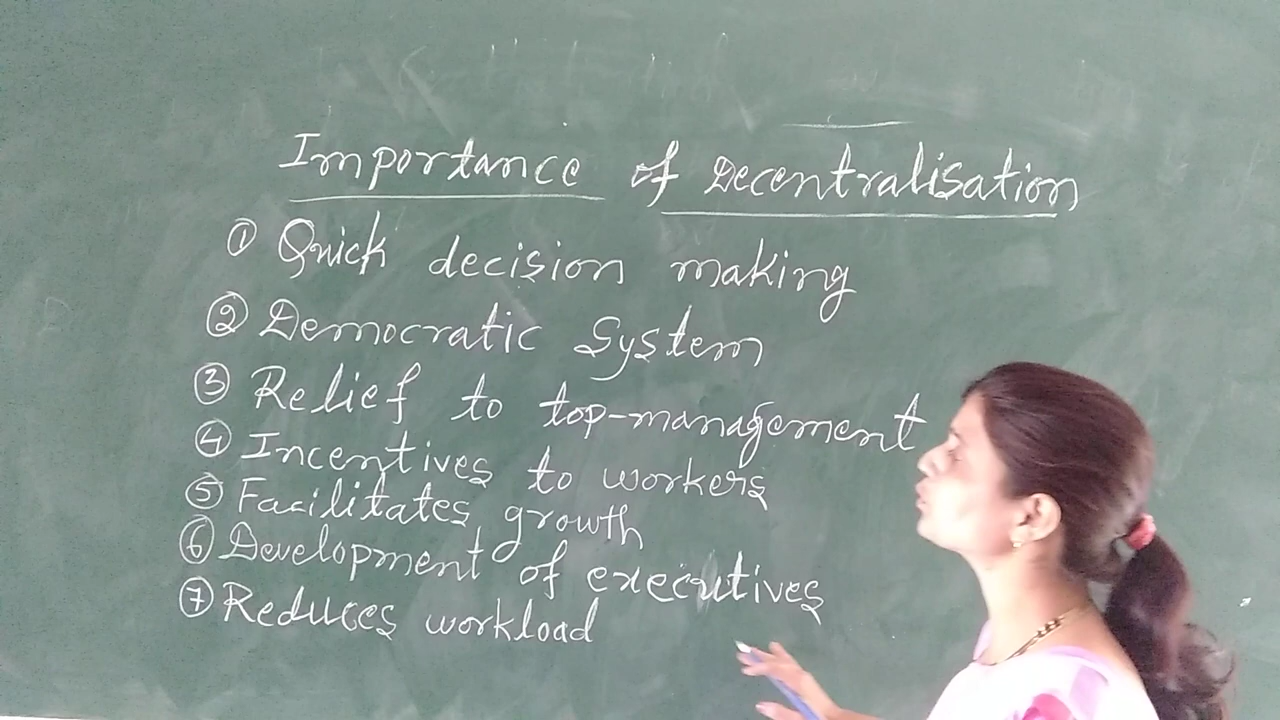 Importance of Decentralisation
① Quick decision making
② Democratic System
③ Relief to top-management
④ Incentives to workers
⑤ Facilitates growth
⑥ Development of executives
⑦ Reduces workload